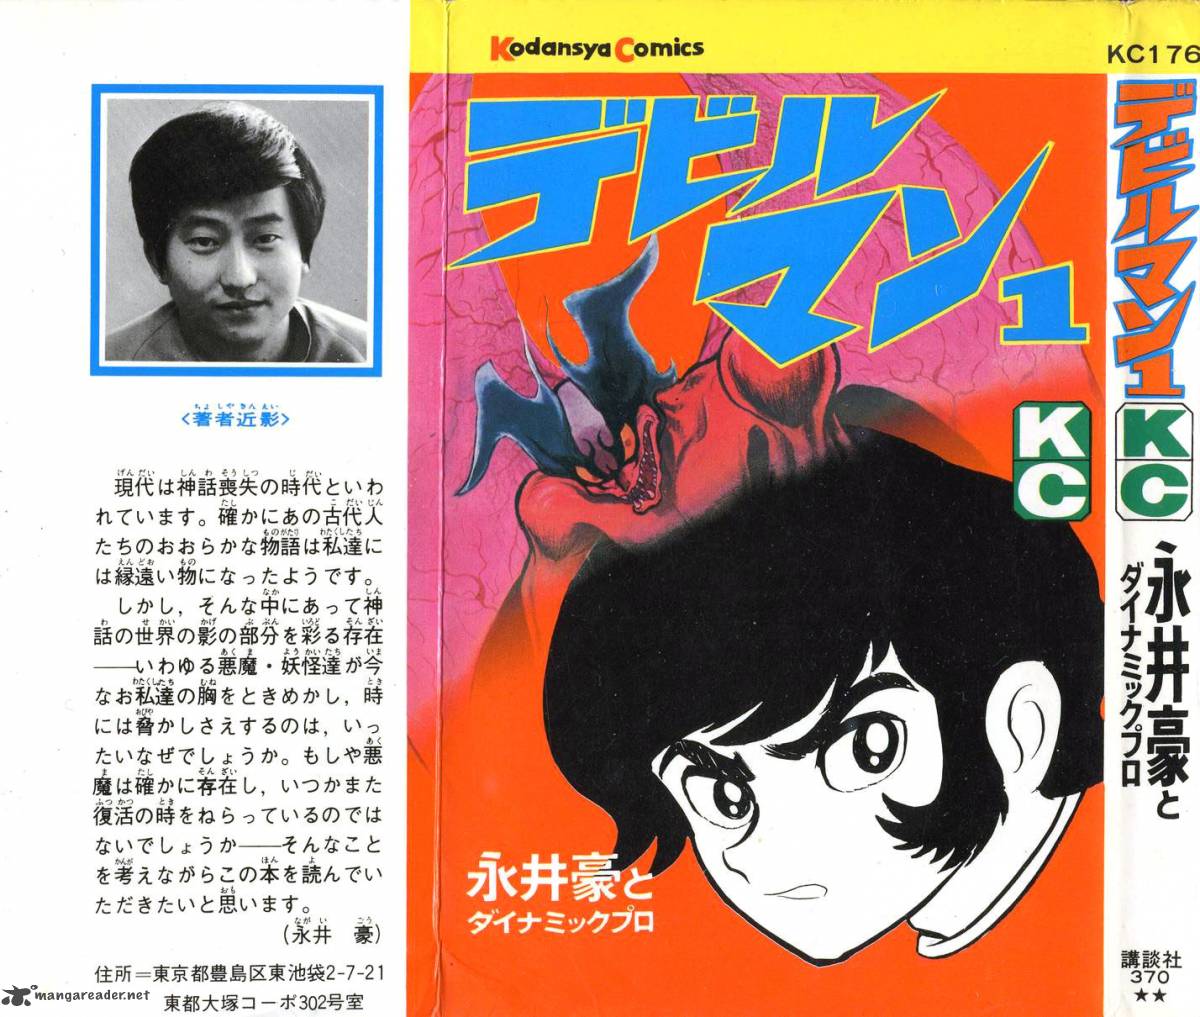 <著者近影>
現代は神話喪失の時代といわ
れています。確かにあの古代人
たちのおおらかな物語は私達に
は縁遠い物になったようです。
しかし，そんな中にあって神
話の世界の影の部分を彩る存在
――いわゆる悪魔・妖怪達が今
なお私達の胸をときめかし，時
には脅かしさえするのは，いっ
たいなぜでしょうか。もしや悪
魔は確かに存在し，いつかまた
復活の時をねらっているのでは
ないでしょうか――そんなこと
を考えながらこの本を読んでい
ただきたいと思います。
（永井 豪）
住所＝東京都豊島区東池袋2-7-21
東都大塚コーポ302号室
mangareader.net
Kodansya Comics
デビル
マン1
KC
永井豪と
ダイナミックプロ
KC176
デビルマン1
KC
永井豪と
ダイナミックプロ
講談社
370
★★